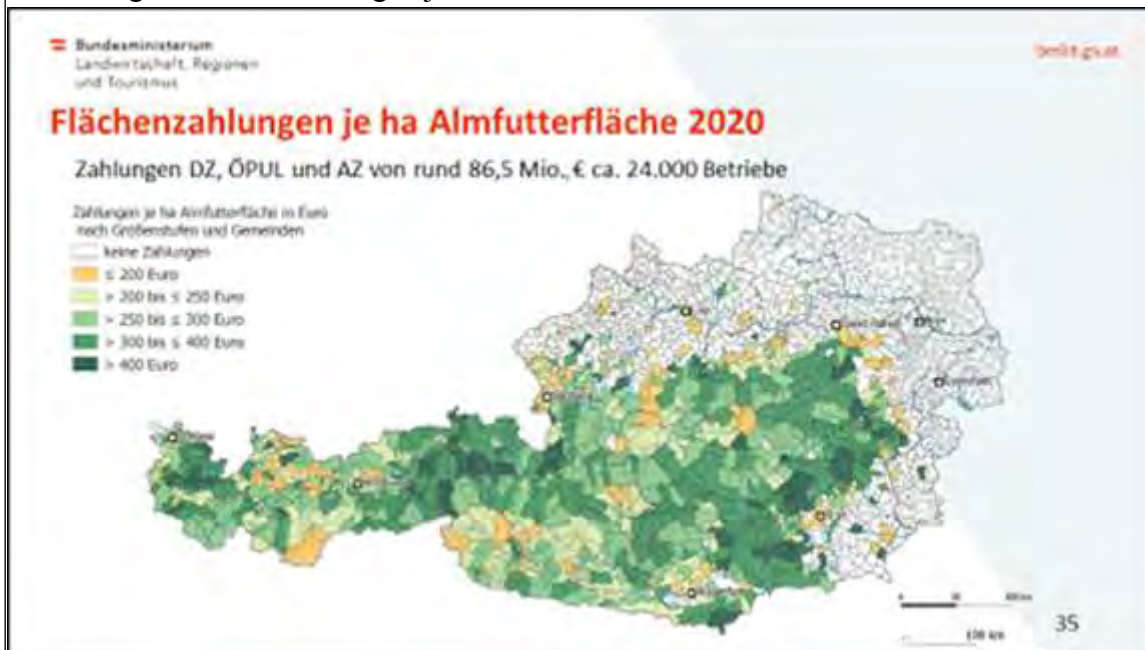 Bundesministerium
Landwirtschaft, Regionen
und Tourismus
bmlrt.gv.at
Flächenzahlungen je ha Almfutterfläche 2020
Zahlungen DZ, ÖPUL und AZ von rund 86,5 Mio. € ca. 24.000 Betriebe
Zahlungen je ha Almfutterfläche in Euro
nach Größenstufen und Gemeinden
keine Zahlungen
≤ 200 Euro
> 200 bis ≤ 250 Euro
> 250 bis ≤ 300 Euro
> 300 bis ≤ 400 Euro
> 400 Euro
100 km
35